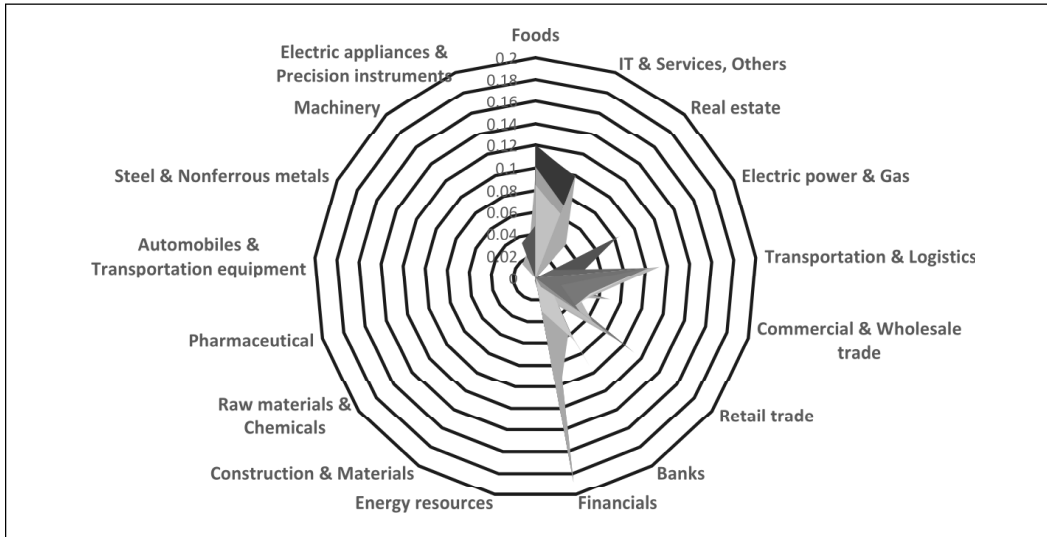 Foods
Electric appliances &
Precision instruments
IT & Services, Others
Machinery
Real estate
Steel & Nonferrous metals
Electric power & Gas
Automobiles &
Transportation equipment
Transportation & Logistics
Pharmaceutical
Commercial & Wholesale
trade
Raw materials &
Chemicals
Retail trade
Construction & Materials
Banks
Energy resources
Financials
0.2
0.18
0.16
0.14
0.12
0.1
0.08
0.06
0.04
0.02
0